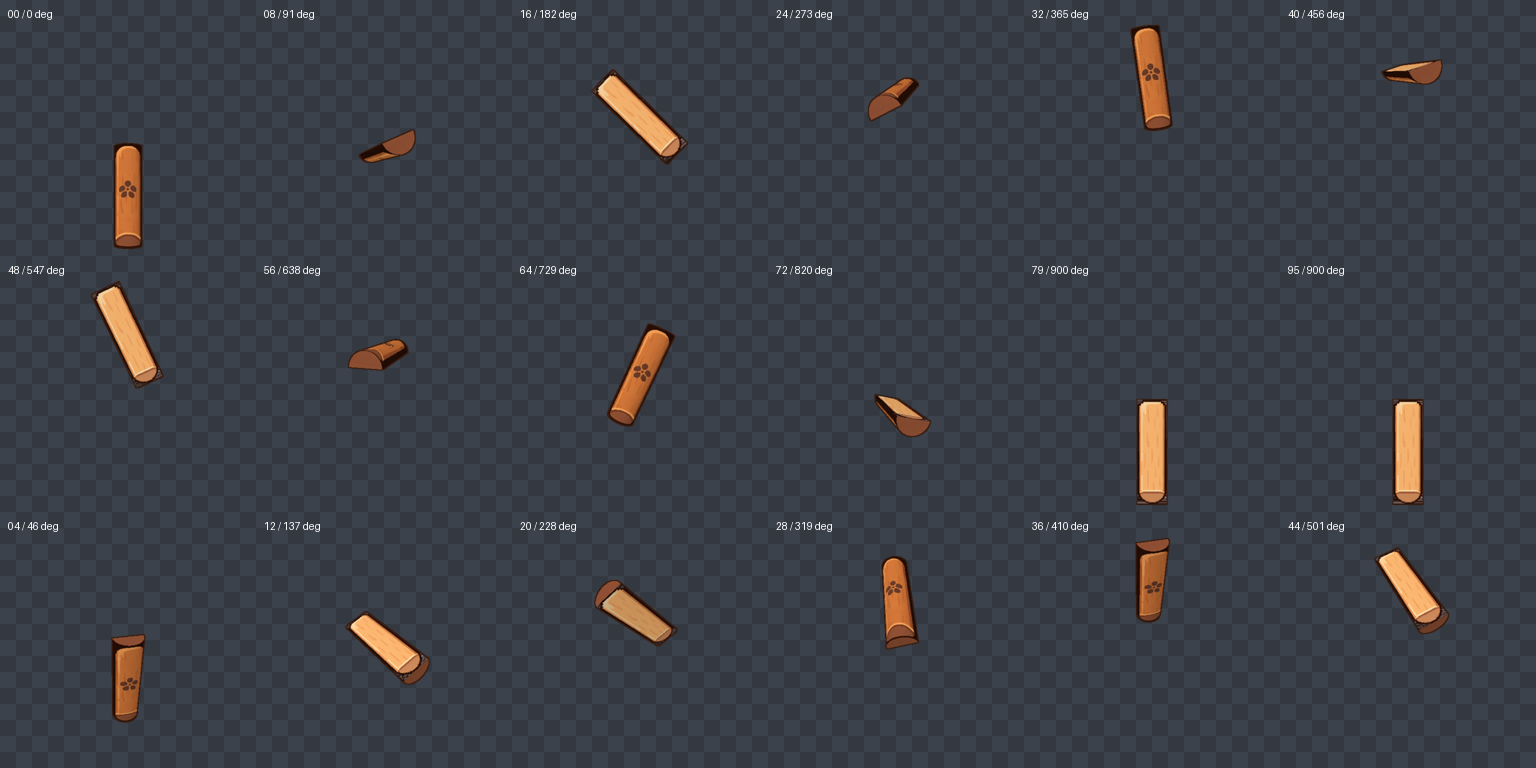 00 / 0 deg
08 / 91 deg
16 / 182 deg
24 / 273 deg
32 / 365 deg
40 / 456 deg
48 / 547 deg
56 / 638 deg
64 / 729 deg
72 / 820 deg
79 / 900 deg
95 / 900 deg
04 / 46 deg
12 / 137 deg
20 / 228 deg
28 / 319 deg
36 / 410 deg
44 / 501 deg